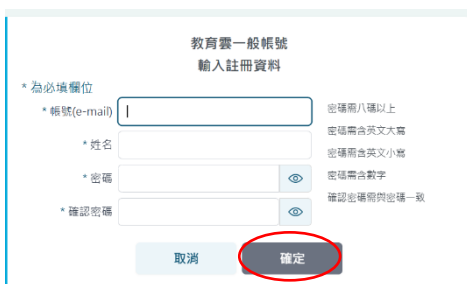 教育雲一般帳號
輸入註冊資料
* 為必填欄位
* 帳號(e-mail)
密碼需八碼以上
密碼需含英文大寫
* 姓名
密碼需含英文小寫
* 密碼
密碼需含數字
確認密碼需與密碼一致
* 確認密碼
取消
確定